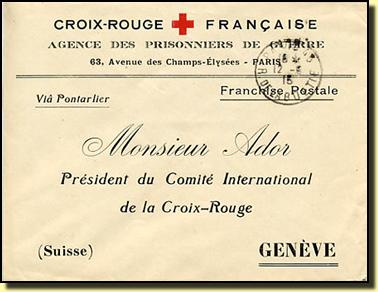 CROIX-ROUGE FRANÇAISE
AGENCE DES PRISONNIERS DE GUERRE
63, Avenue des Champs-Elysées - PARIS
Viâ Pontarlier
Franchise Postale
Monsieur Ador
Président du Comité International
de la Croix-Rouge
(Suisse)
GENÈVE